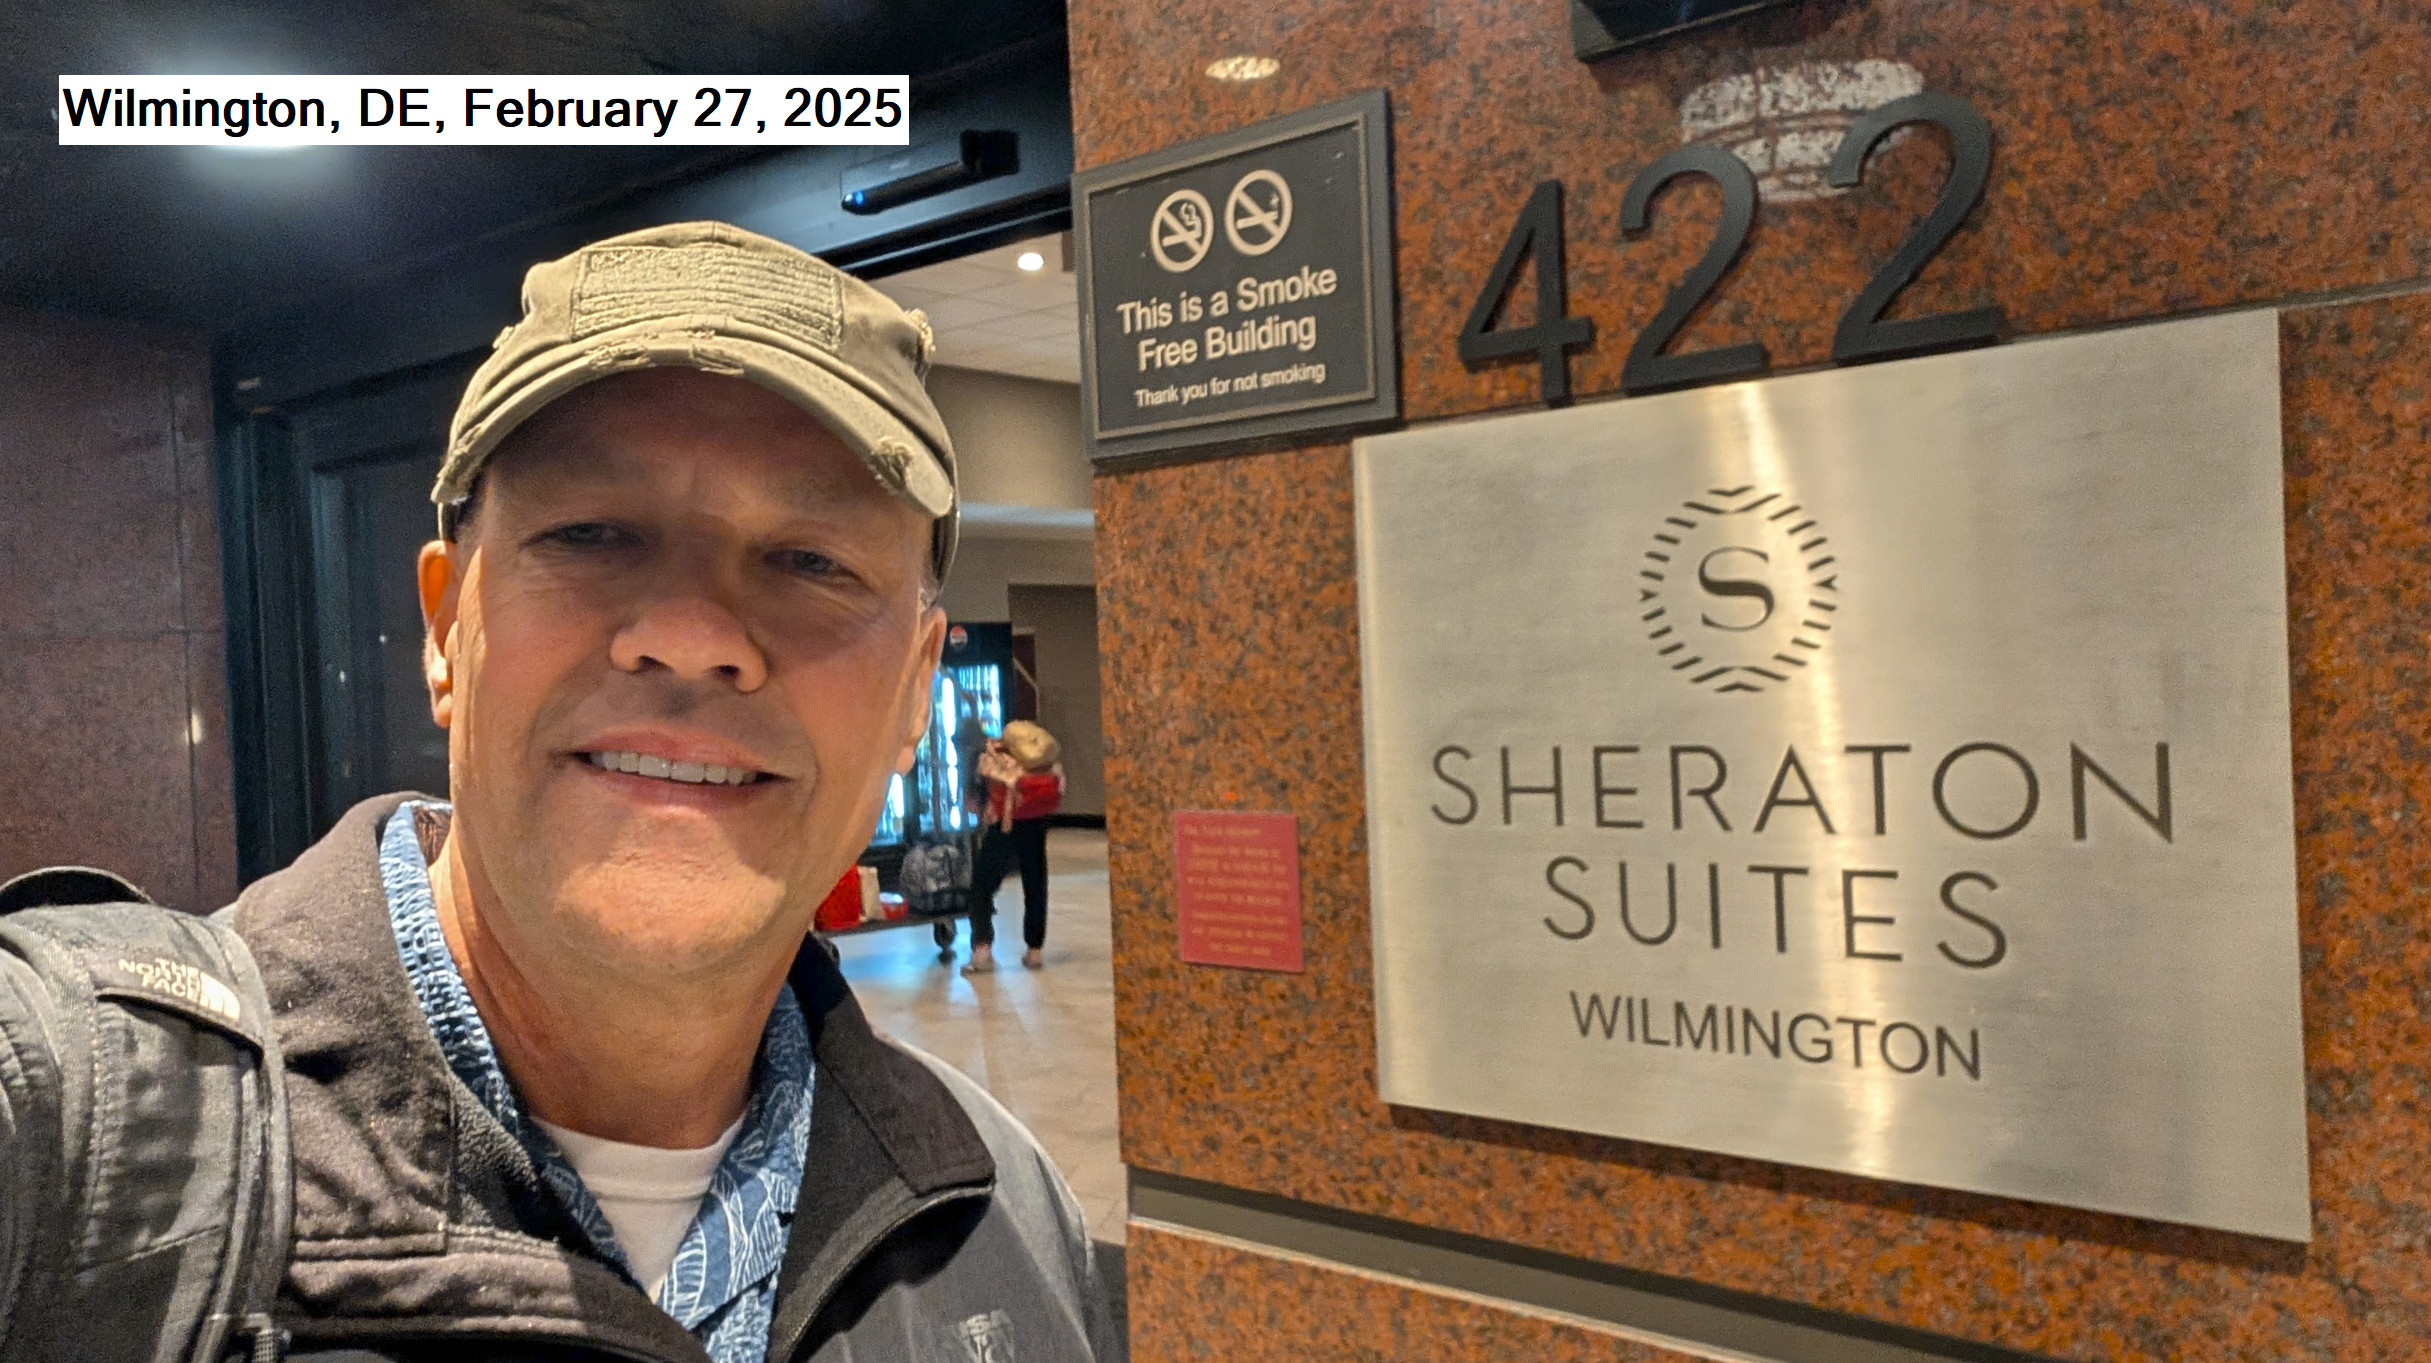 Wilmington, DE, February 27, 2025
This is a Smoke
Free Building
Thank you for not smoking
422
S
SHERATON
SUITES
WILMINGTON
THE
NORTH
FACE